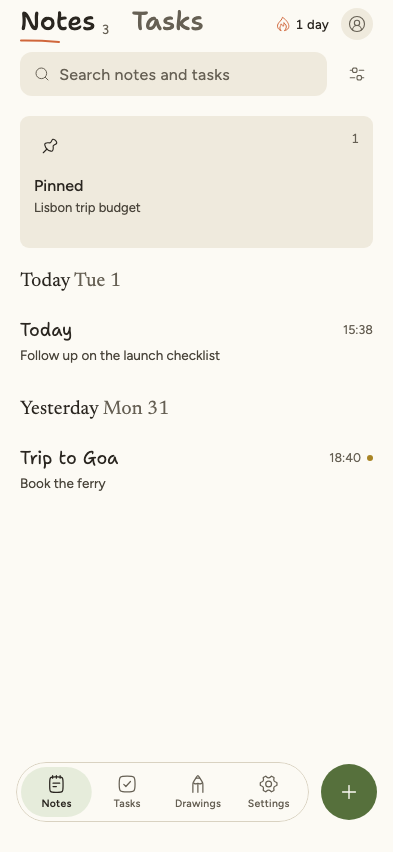 Notes 3 Tasks 1 day
Search notes and tasks
1
Pinned
Lisbon trip budget
Today Tue 1
Today 15:38
Follow up on the launch checklist
Yesterday Mon 31
Trip to Goa 18:40
Book the ferry
Notes Tasks Drawings Settings